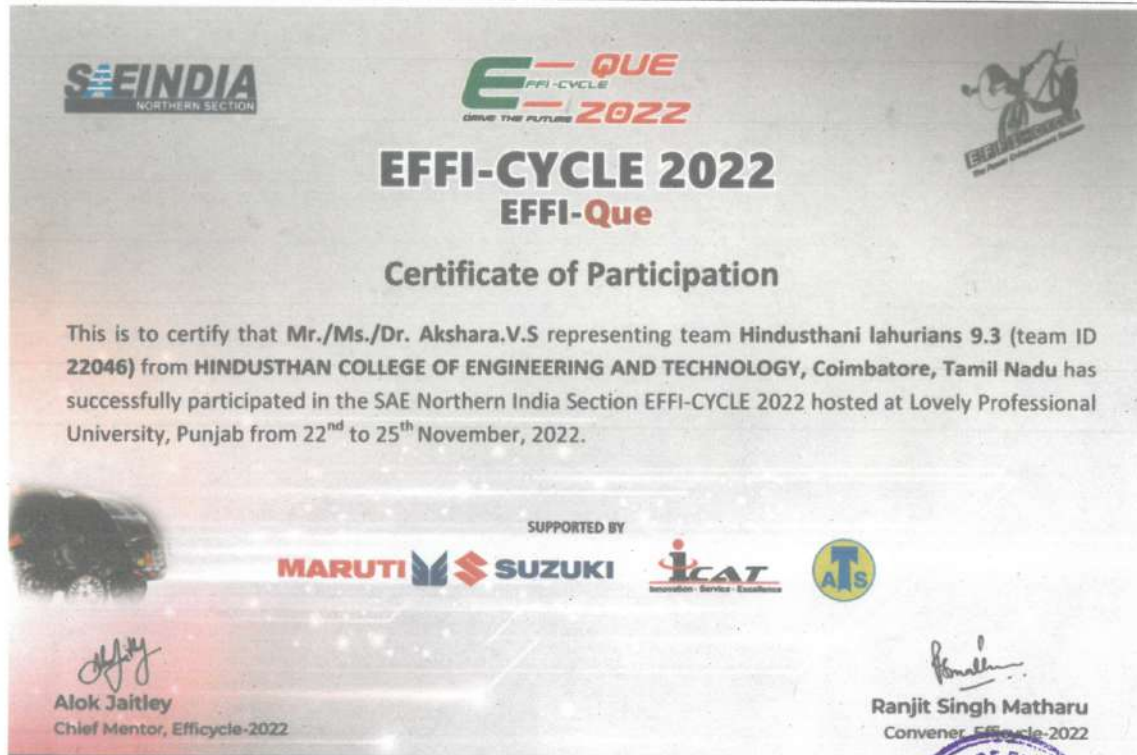 SAEINDIA
NORTHERN SECTION
E QUE
FFI-CYCLE
DRIVE THE FUTURE 2022
EFFI-CYCLE 2022
EFFI-Que
Certificate of Participation
This is to certify that Mr./Ms./Dr. Akshara.V.S representing team Hindusthani lahurians 9.3 (team ID
22046) from HINDUSTHAN COLLEGE OF ENGINEERING AND TECHNOLOGY, Coimbatore, Tamil Nadu has
successfully participated in the SAE Northern India Section EFFI-CYCLE 2022 hosted at Lovely Professional
University, Punjab from 22nd to 25th November, 2022.
SUPPORTED BY
MARUTI SUZUKI
iCAT
Innovation - Service - Excellence
ATS
Alok Jaitley
Chief Mentor, Efficycle-2022
Ranjit Singh Matharu
Convener, Efficycle-2022